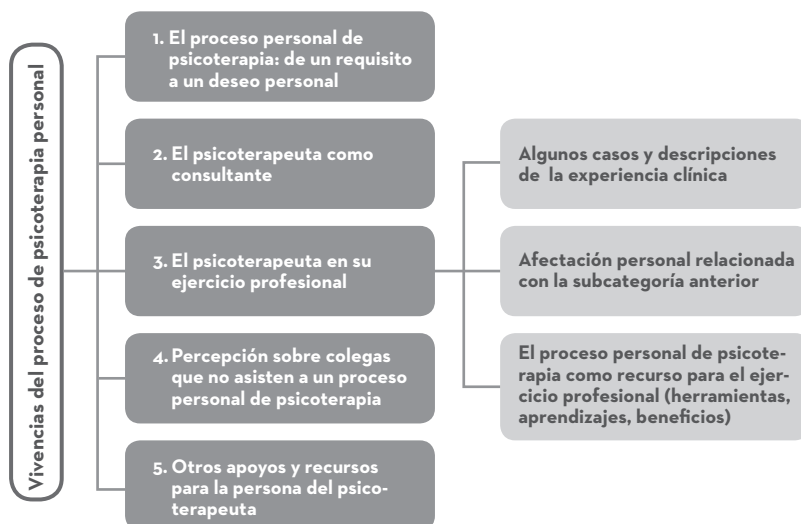 Vivencias del proceso de psicoterapia personal
1. El proceso personal de
psicoterapia: de un requisito
a un deseo personal
2. El psicoterapeuta como
consultante
3. El psicoterapeuta en su
ejercicio profesional
4. Percepción sobre colegas
que no asisten a un proceso
personal de psicoterapia
5. Otros apoyos y recursos
para la persona del psico-
terapeuta
Algunos casos y descripciones
de la experiencia clínica
Afectación personal relacionada
con la subcategoría anterior
El proceso personal de psicote-
rapia como recurso para el ejer-
cicio profesional (herramientas,
aprendizajes, beneficios)